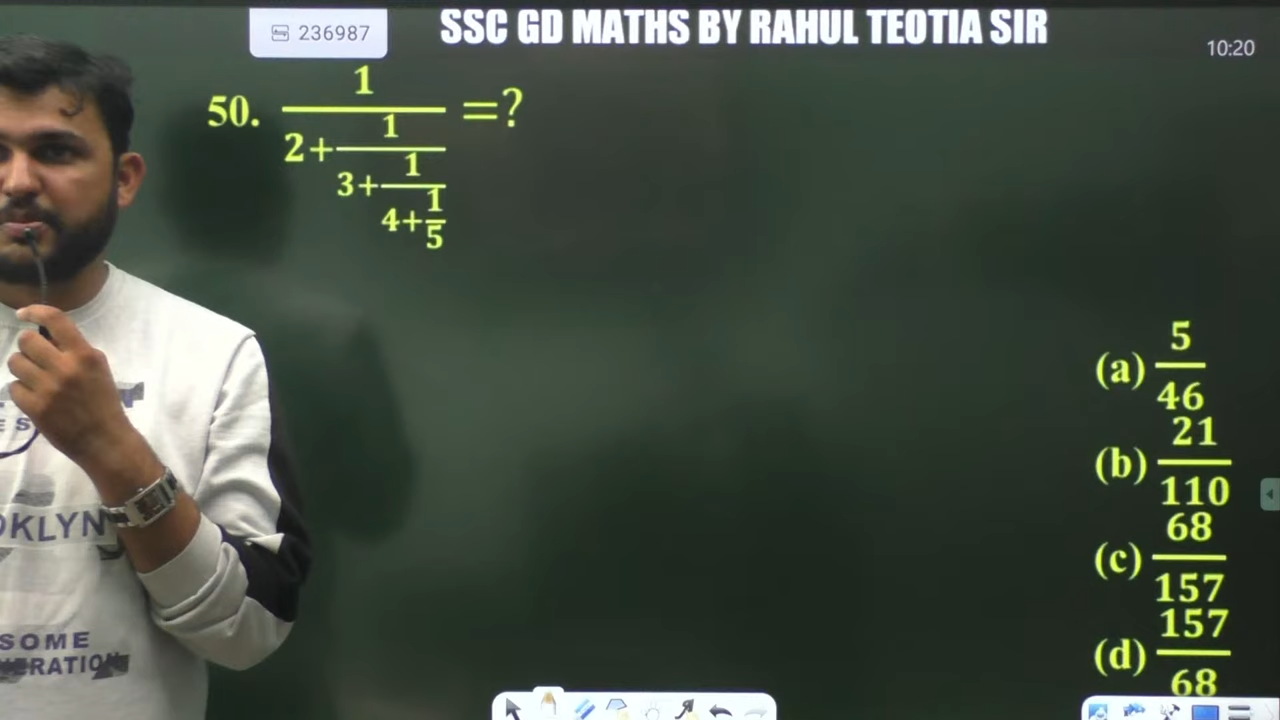 236987
SSC GD MATHS BY RAHUL TEOTIA SIR
10:20
50. 1/(2+1/(3+1/(4+1/5))) =?
(a) 5/46
(b) 21/110
(c) 68/157
(d) 157/68
OKLYN
SOME
NERATION